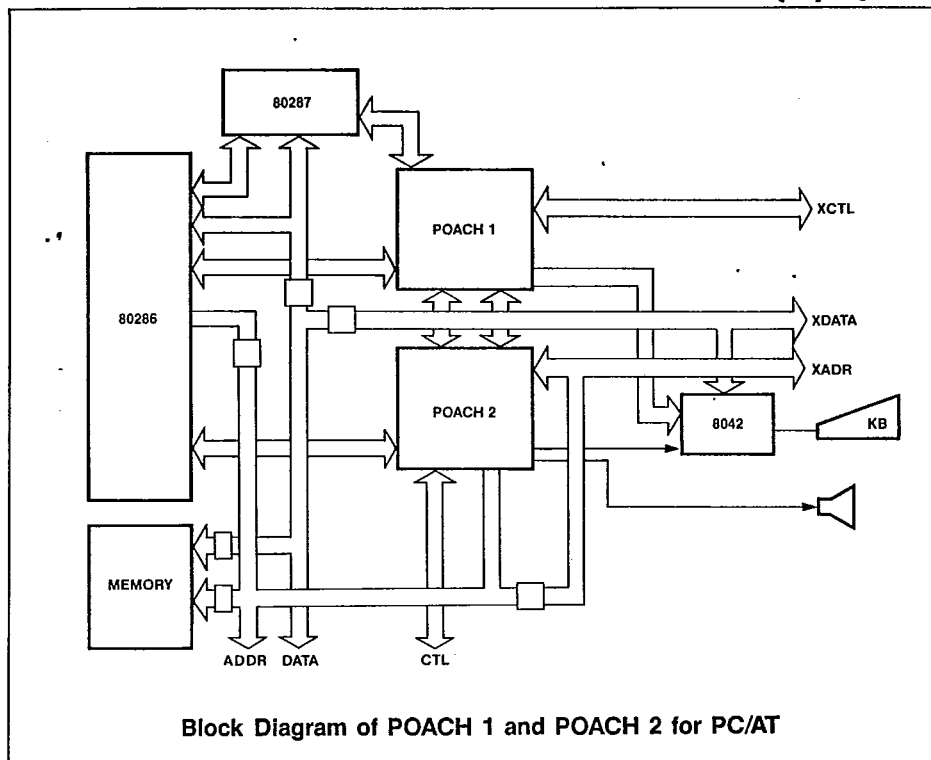 80287
POACH 1
XCTL
80286
XDATA
XADR
POACH 2
8042
KB
MEMORY
ADDR DATA CTL
Block Diagram of POACH 1 and POACH 2 for PC/AT